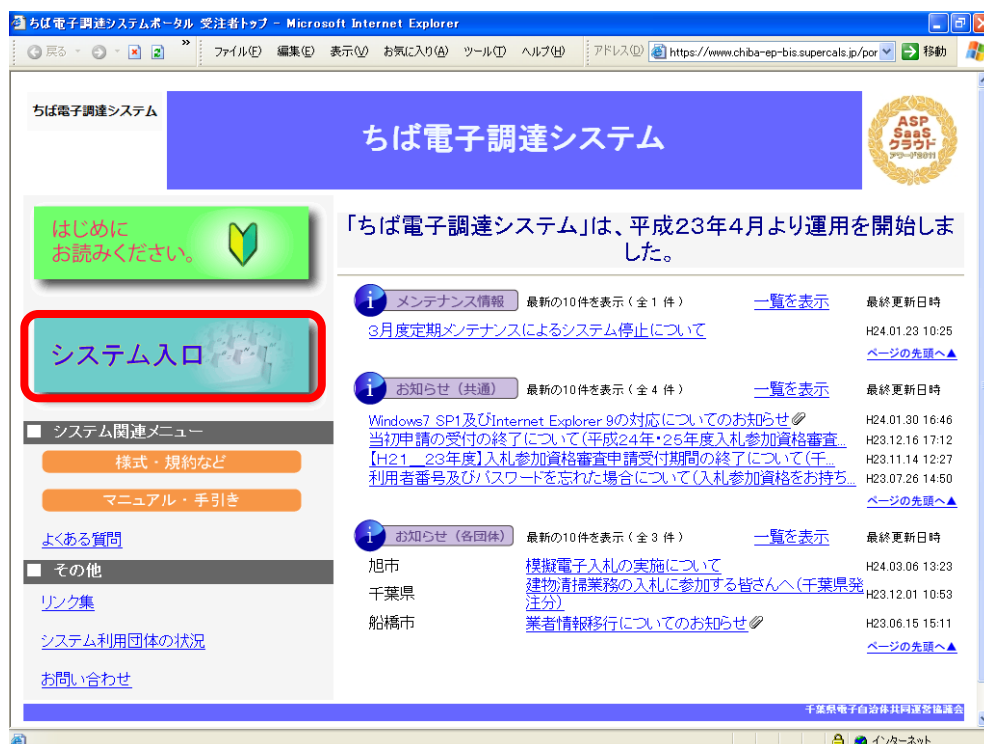 ちば電子調達システムポータル 受注者トップ - Microsoft Internet Explorer
戻る ファイル(F) 編集(E) 表示(V) お気に入り(A) ツール(T) ヘルプ(H) アドレス(D) https://www.chiba-ep-bis.supercals.jp/por 移動
ちば電子調達システム
ちば電子調達システム
ASP
SaaS
クラウド
アワード2011
はじめに
お読みください。
システム入口
■ システム関連メニュー
様式・規約など
マニュアル・手引き
よくある質問
■ その他
リンク集
システム利用団体の状況
お問い合わせ
「ちば電子調達システム」は、平成23年4月より運用を開始しま
した。
メンテナンス情報 最新の10件を表示(全1件) 一覧を表示 最終更新日時
3月度定期メンテナンスによるシステム停止について H24.01.23 10:25
ページの先頭へ▲
お知らせ(共通) 最新の10件を表示(全4件) 一覧を表示 最終更新日時
Windows7 SP1及びInternet Explorer 9の対応についてのお知らせ H24.01.30 16:46
当初申請の受付の終了について(平成24年・25年度入札参加資格審査... H23.12.16 17:12
【H21__23年度】入札参加資格審査申請受付期間の終了について(千... H23.11.14 12:27
利用者番号及びパスワードを忘れた場合について(入札参加資格をお持ち... H23.07.26 14:50
ページの先頭へ▲
お知らせ(各団体) 最新の10件を表示(全3件) 一覧を表示 最終更新日時
旭市 模擬電子入札の実施について H24.03.06 13:23
千葉県 建物清掃業務の入札に参加する皆さんへ(千葉県発
注分) H23.12.01 10:53
船橋市 業者情報移行についてのお知らせ H23.06.15 15:11
ページの先頭へ▲
千葉県電子自治体共同運営協議会
インターネット